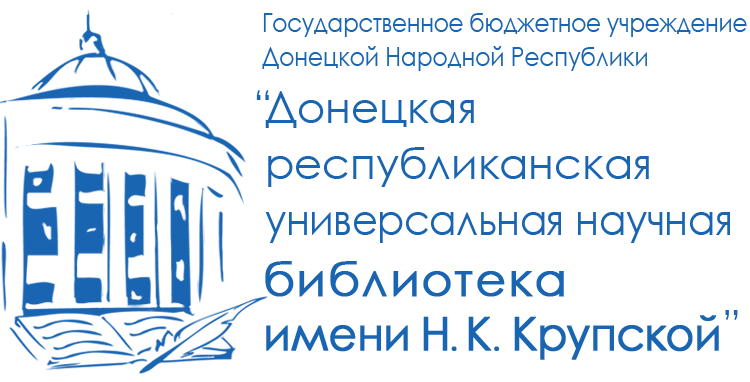 Государственное бюджетное учреждение
Донецкой Народной Республики
“Донецкая
республиканская
универсальная научная
библиотека
имени Н. К. Крупской”